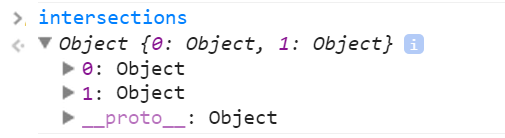 intersections
Object {0: Object, 1: Object} i
0: Object
1: Object
__proto__: Object